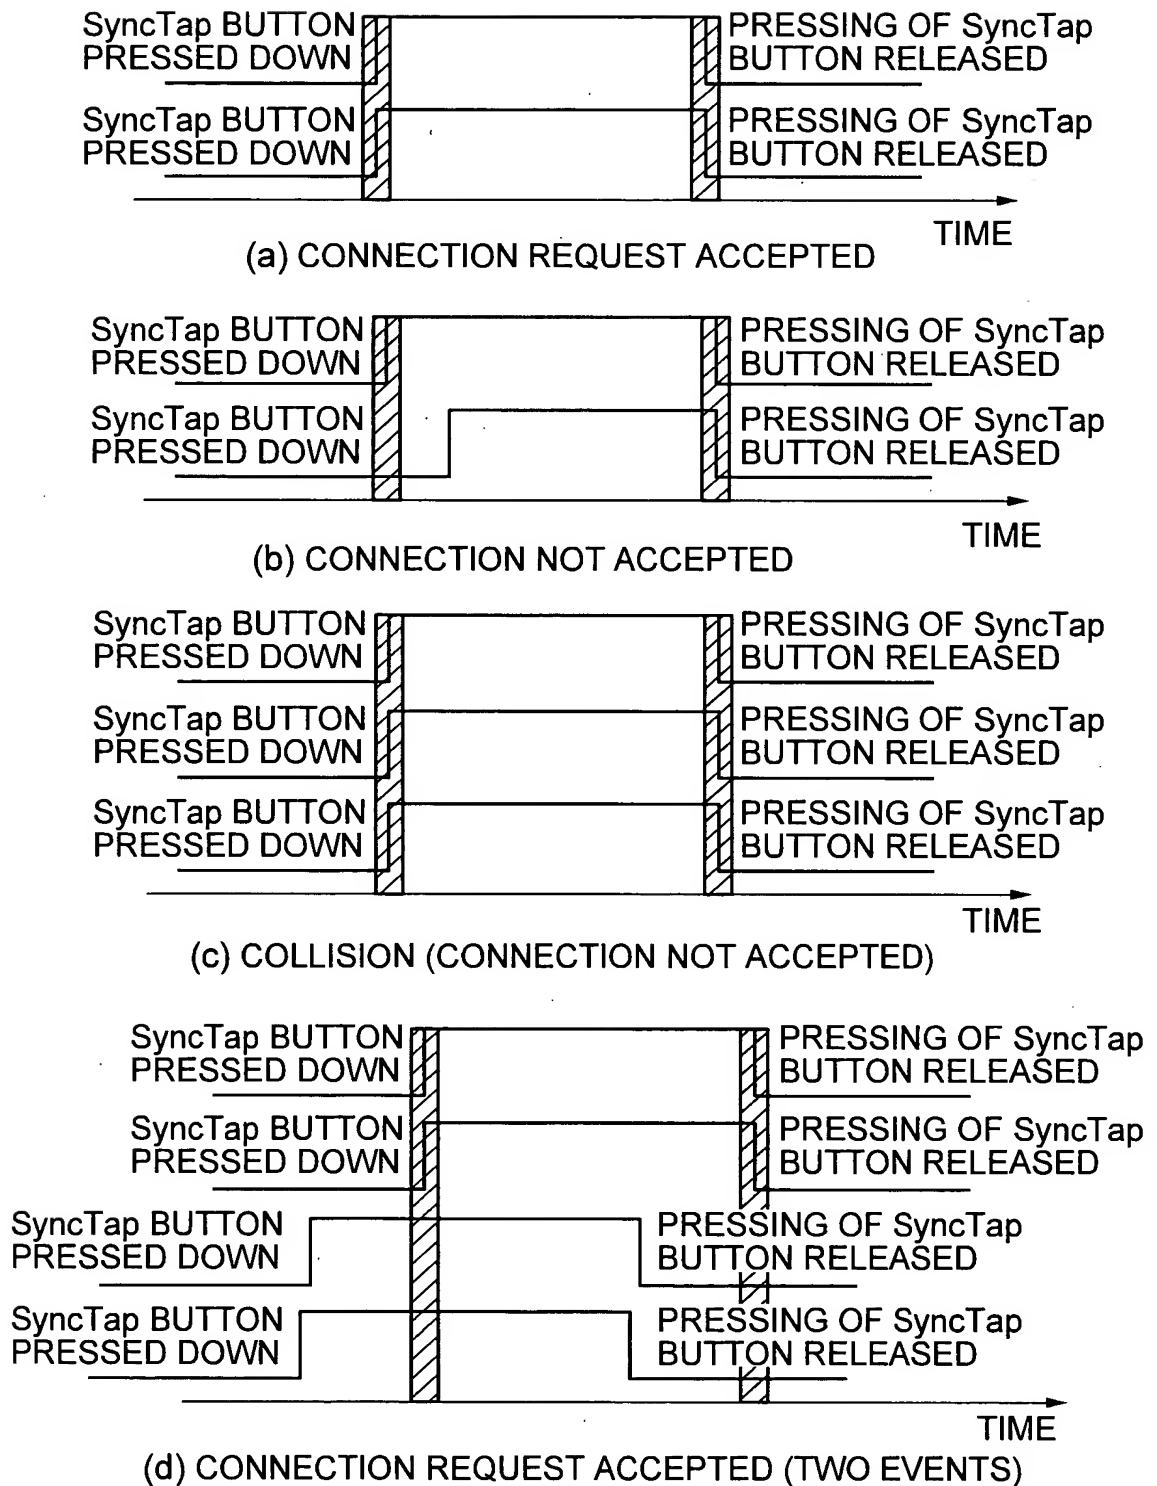 SyncTap BUTTON
PRESSED DOWN
PRESSING OF SyncTap
BUTTON RELEASED
SyncTap BUTTON
PRESSED DOWN
PRESSING OF SyncTap
BUTTON RELEASED
TIME
(a) CONNECTION REQUEST ACCEPTED
SyncTap BUTTON
PRESSED DOWN
PRESSING OF SyncTap
BUTTON RELEASED
SyncTap BUTTON
PRESSED DOWN
PRESSING OF SyncTap
BUTTON RELEASED
TIME
(b) CONNECTION NOT ACCEPTED
SyncTap BUTTON
PRESSED DOWN
PRESSING OF SyncTap
BUTTON RELEASED
SyncTap BUTTON
PRESSED DOWN
PRESSING OF SyncTap
BUTTON RELEASED
SyncTap BUTTON
PRESSED DOWN
PRESSING OF SyncTap
BUTTON RELEASED
TIME
(c) COLLISION (CONNECTION NOT ACCEPTED)
SyncTap BUTTON
PRESSED DOWN
PRESSING OF SyncTap
BUTTON RELEASED
SyncTap BUTTON
PRESSED DOWN
PRESSING OF SyncTap
BUTTON RELEASED
SyncTap BUTTON
PRESSED DOWN
PRESSING OF SyncTap
BUTTON RELEASED
SyncTap BUTTON
PRESSED DOWN
PRESSING OF SyncTap
BUTTON RELEASED
TIME
(d) CONNECTION REQUEST ACCEPTED (TWO EVENTS)